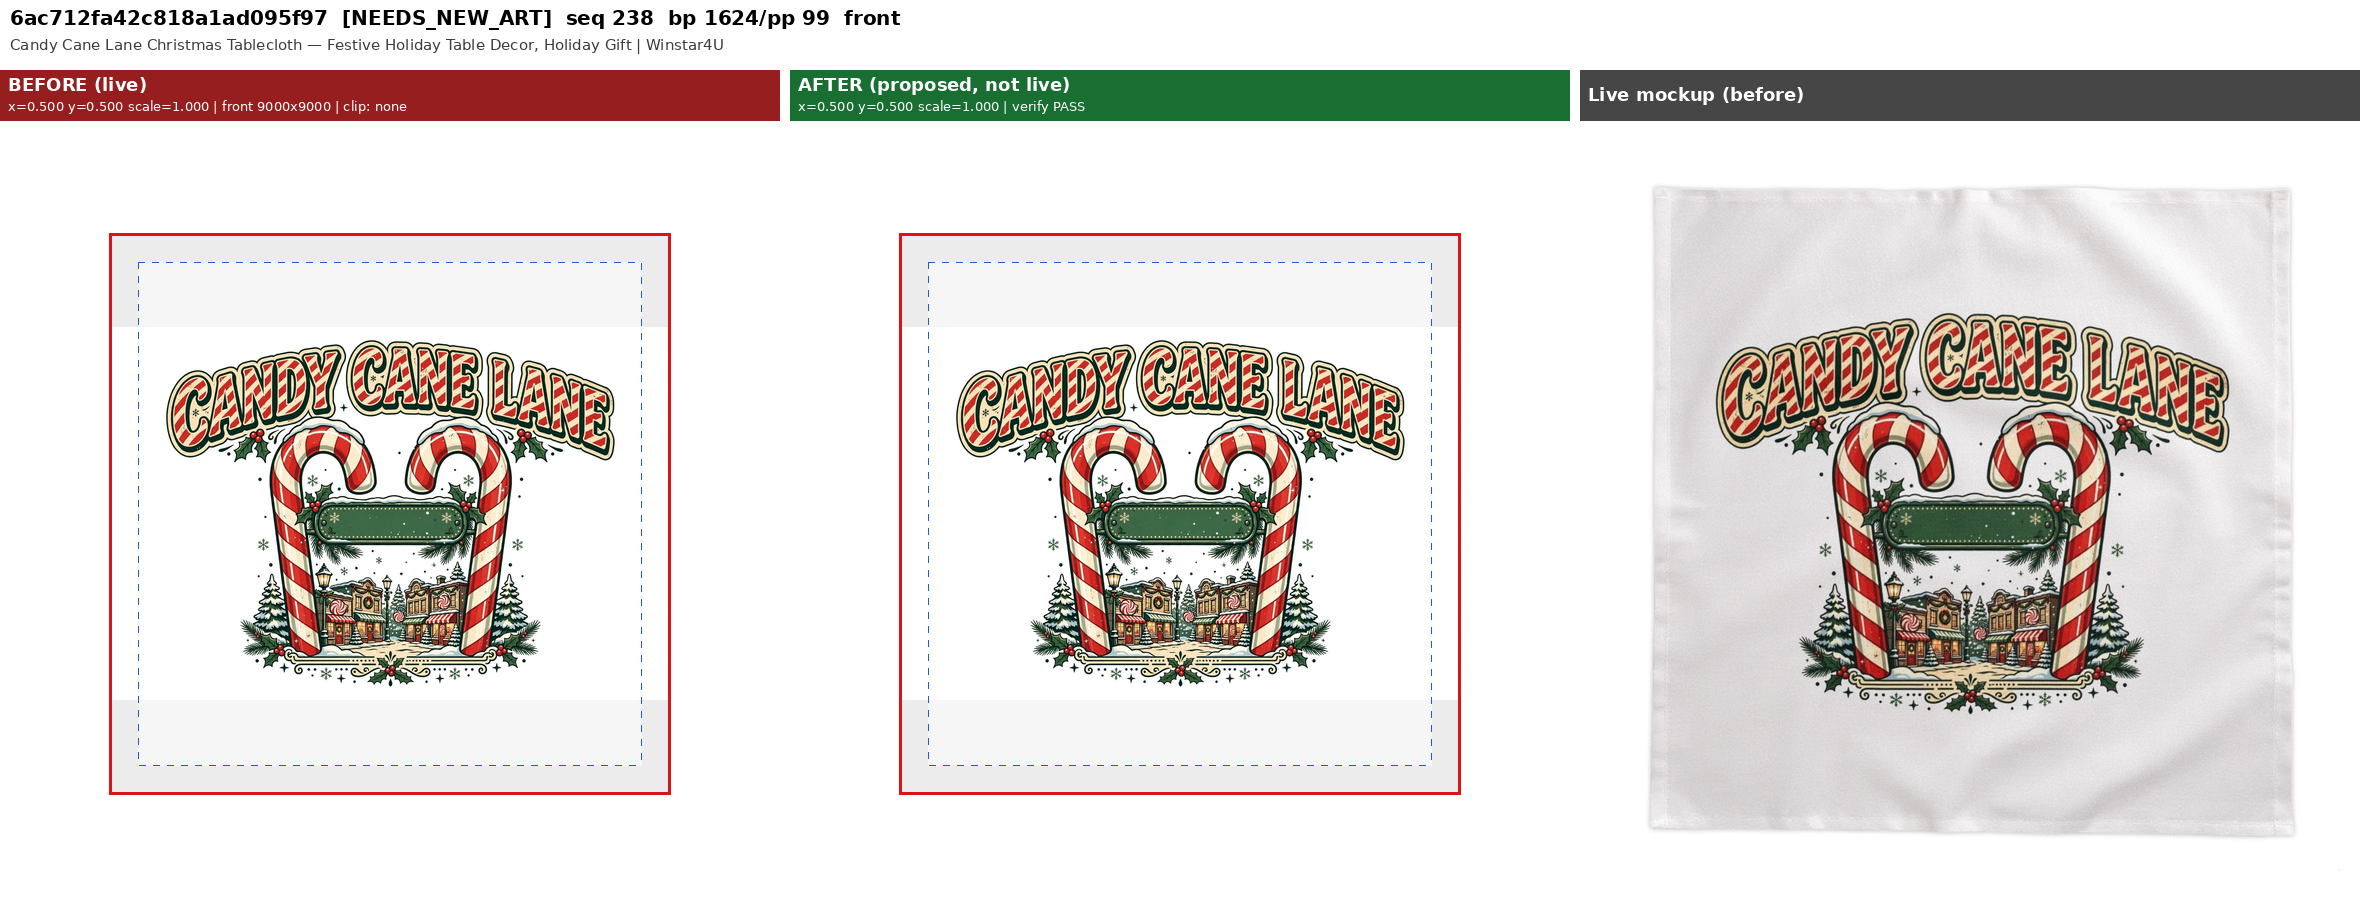 6ac712fa42c818a1ad095f97 [NEEDS_NEW_ART] seq 238 bp 1624/pp 99 front
Candy Cane Lane Christmas Tablecloth — Festive Holiday Table Decor, Holiday Gift | Winstar4U
BEFORE (live)
x=0.500 y=0.500 scale=1.000 | front 9000x9000 | clip: none
AFTER (proposed, not live)
x=0.500 y=0.500 scale=1.000 | verify PASS
Live mockup (before)
CANDY CANE LANE
CANDY CANE LANE
CANDY CANE LANE